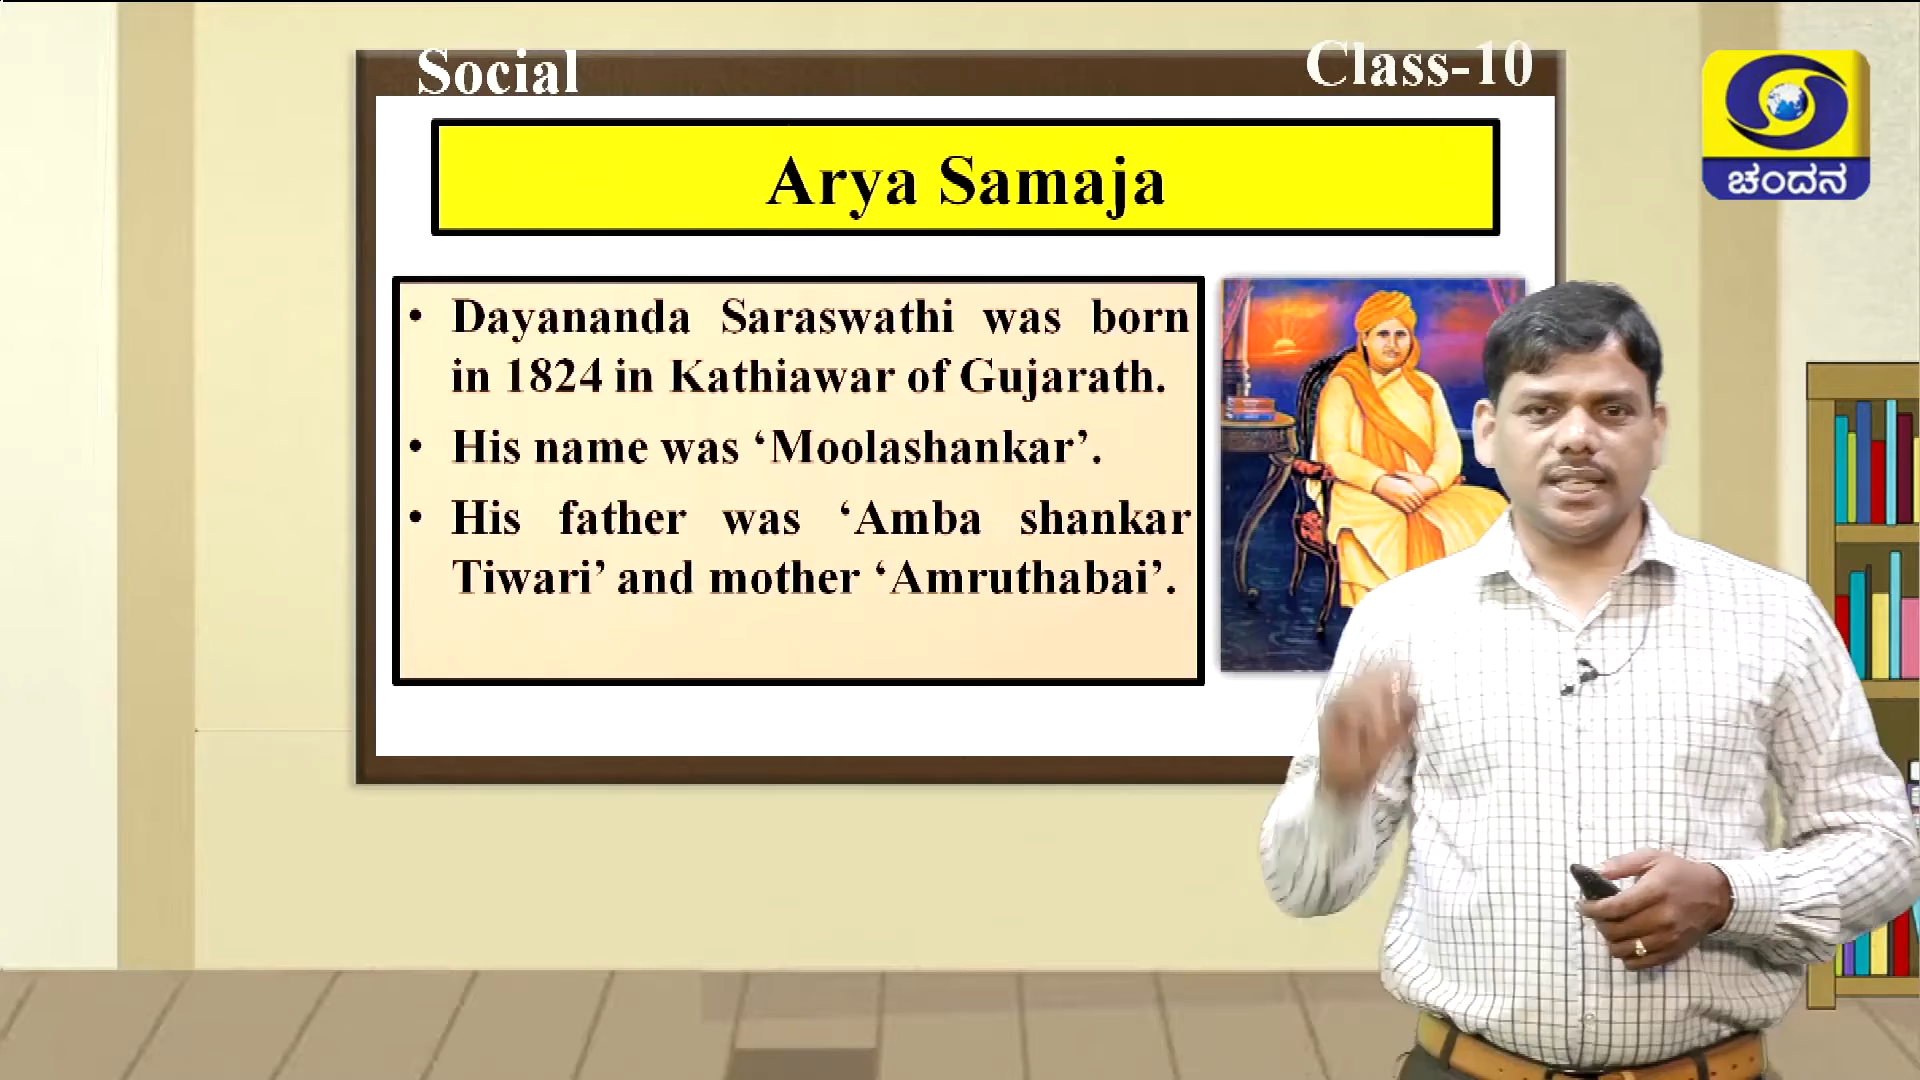 Social
Class-10
Arya Samaja
ಚಂದನ
• Dayananda Saraswathi was born
in 1824 in Kathiawar of Gujarath.
• His name was ‘Moolashankar’.
• His father was ‘Amba shankar
Tiwari’ and mother ‘Amruthabai’.